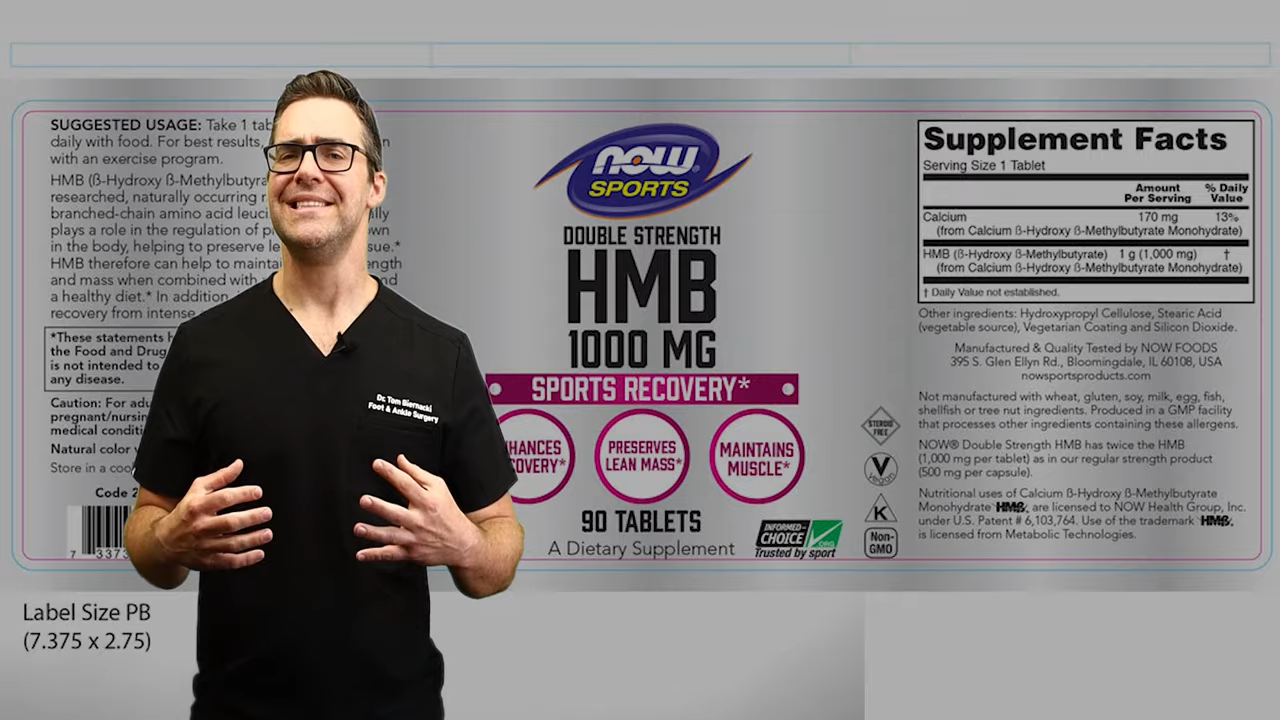 SUGGESTED USAGE: Take 1
daily with food. For best results,
with an exercise program.
HMB (ß-Hydroxy ß-Methylbutyra
researched, naturally occurring
branched-chain amino acid
plays a role in the regulation of
in the body, helping to preserve
HMB therefore can help to
and mass when combined with
a healthy diet.* In addition
recovery from intense
*These statements
the Food and Drug
is not intended to
any disease.
Caution: For
pregnant/nursin
medical conditi
Natural color
Store in a
Code 2
7 3373
Dr. Tom Biernacki
Foot & Ankle Surgery
NOW®
SPORTS
DOUBLE STRENGTH
HMB
1000 MG
SPORTS RECOVERY*
HANCES
OVERY*
PRESERVES
LEAN MASS*
MAINTAINS
MUSCLE*
90 TABLETS
A Dietary Supplement
INFORMED-
CHOICE
.ORG
Trusted by sport
Supplement Facts
Serving Size 1 Tablet
Amount Per Serving % Daily Value
Calcium 170 mg 13%
(from Calcium ß-Hydroxy ß-Methylbutyrate Monohydrate)
HMB (ß-Hydroxy ß-Methylbutyrate) 1 g (1,000 mg) †
(from Calcium ß-Hydroxy ß-Methylbutyrate Monohydrate)
† Daily Value not established.
Other ingredients: Hydroxypropyl Cellulose, Stearic Acid
(vegetable source), Vegetarian Coating and Silicon Dioxide.
Manufactured & Quality Tested by NOW FOODS
395 S. Glen Ellyn Rd., Bloomingdale, IL 60108, USA
nowsportsproducts.com
Not manufactured with wheat, gluten, soy, milk, egg, fish,
shellfish or tree nut ingredients. Produced in a GMP facility
that processes other ingredients containing these allergens.
NOW® Double Strength HMB has twice the HMB
(1,000 mg per tablet) as in our regular strength product
(500 mg per capsule).
Nutritional uses of Calcium ß-Hydroxy ß-Methylbutyrate
Monohydrate HMB, are licensed to NOW Health Group, Inc.
under U.S. Patent # 6,103,764. Use of the trademark HMB,
is licensed from Metabolic Technologies.
STEROID
FREE
V
Vegan
K
Non-
GMO
Label Size PB
(7.375 x 2.75)